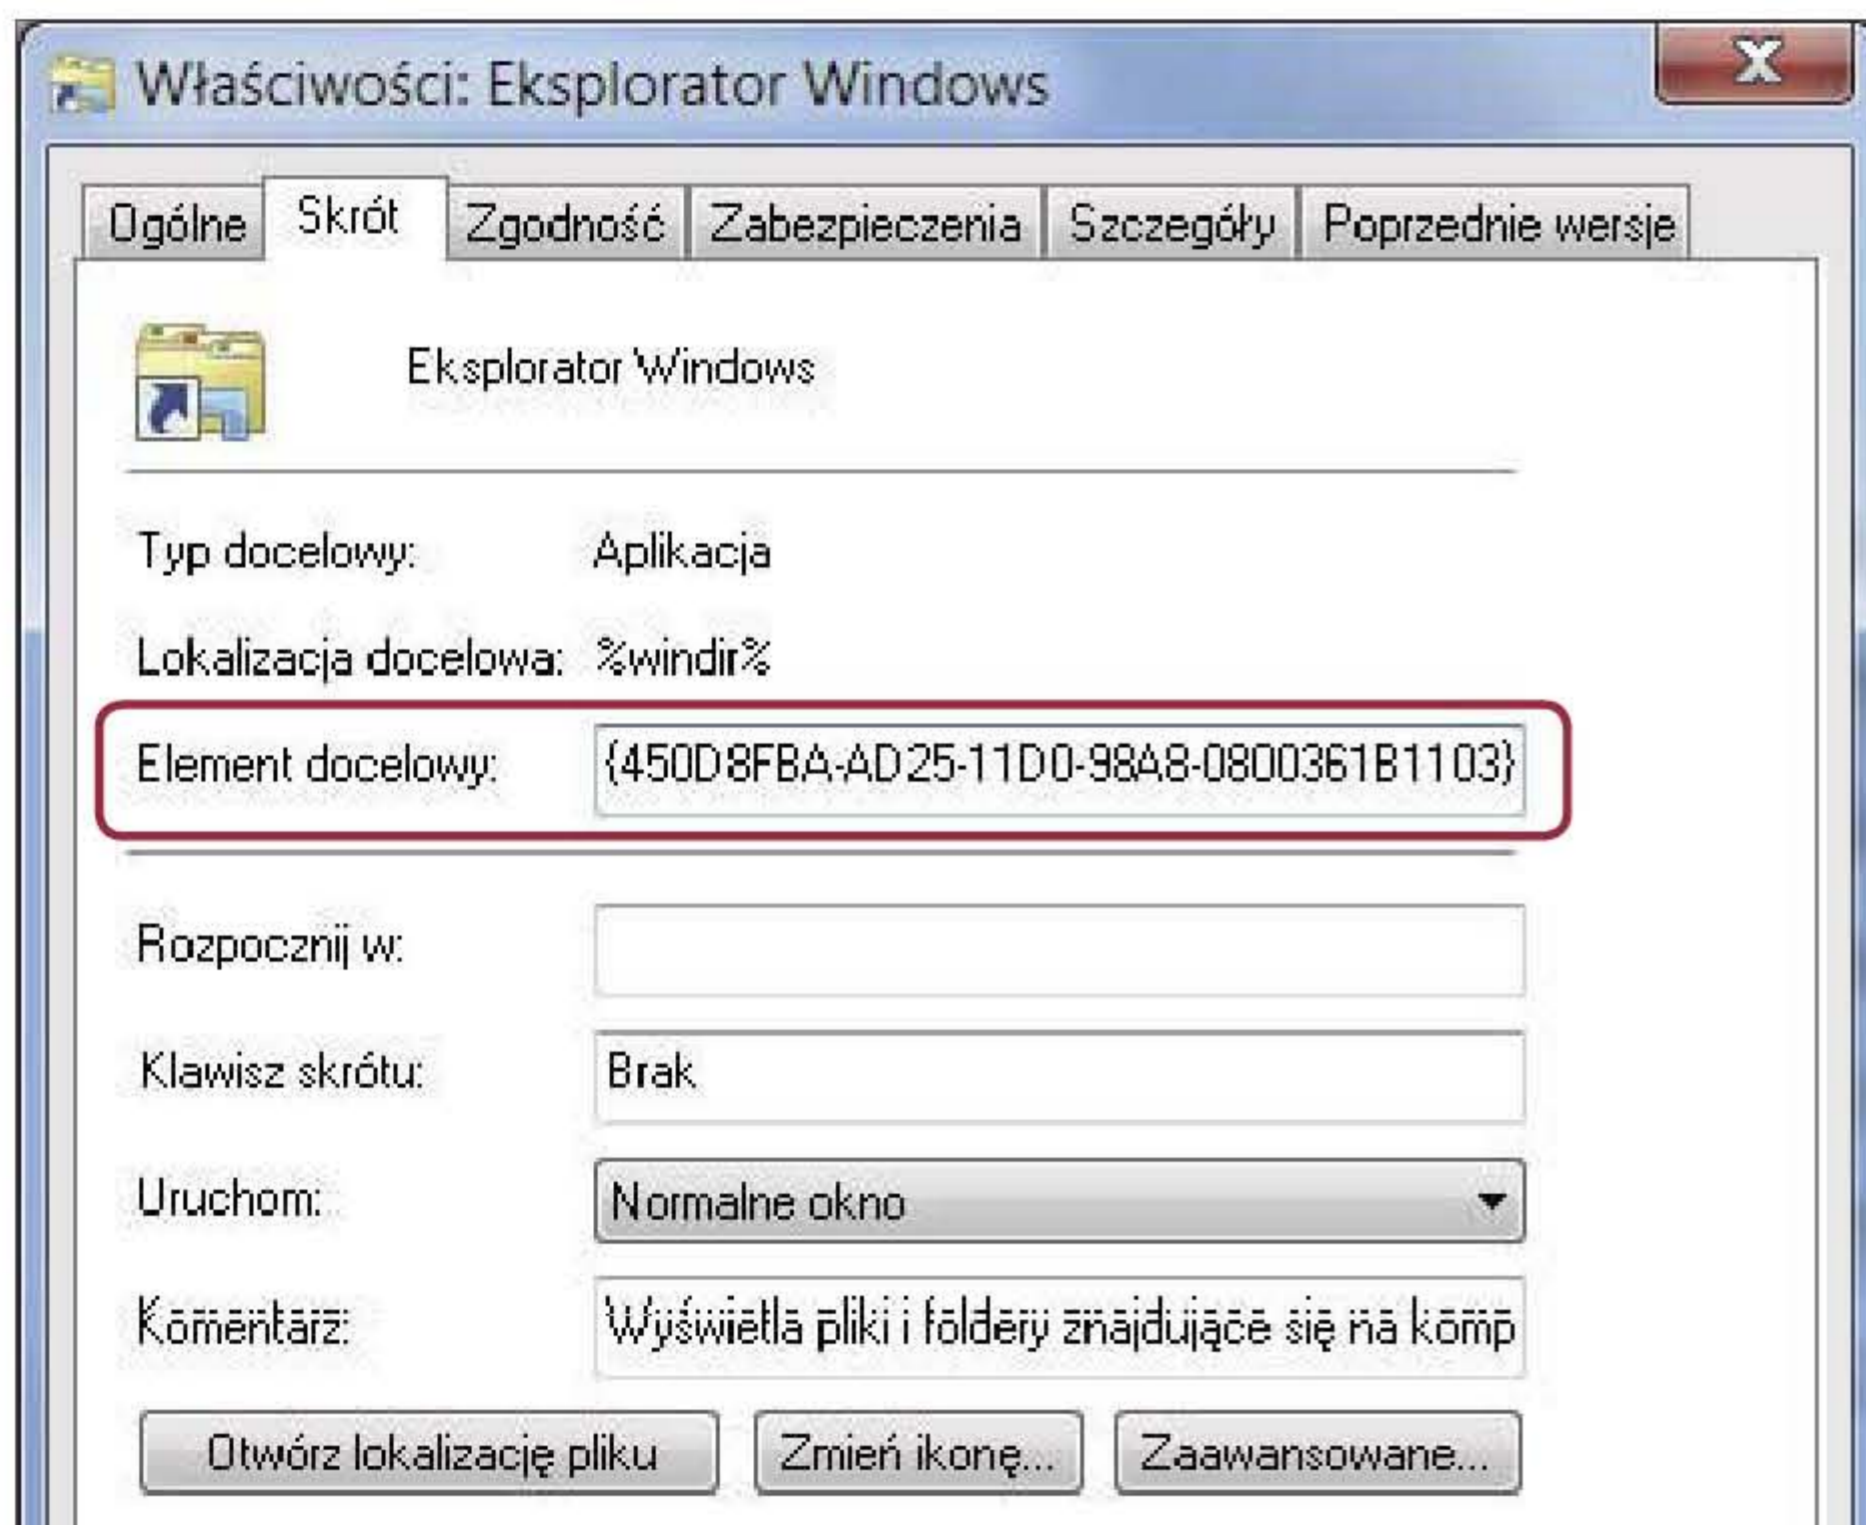 Właściwości: Eksplorator Windows
X
Ogólne Skrót Zgodność Zabezpieczenia Szczegóły Poprzednie wersje
Eksplorator Windows
Typ docelowy: Aplikacja
Lokalizacja docelowa: %windir%
Element docelowy: {450D8FBA-AD25-11D0-98A8-0800361B1103}
Rozpocznij w:
Klawisz skrótu: Brak
Uruchom: Normalne okno
Komentarz: Wyświetla pliki i foldery znajdujące się na komp
Otwórz lokalizację pliku Zmień ikonę... Zaawansowane...